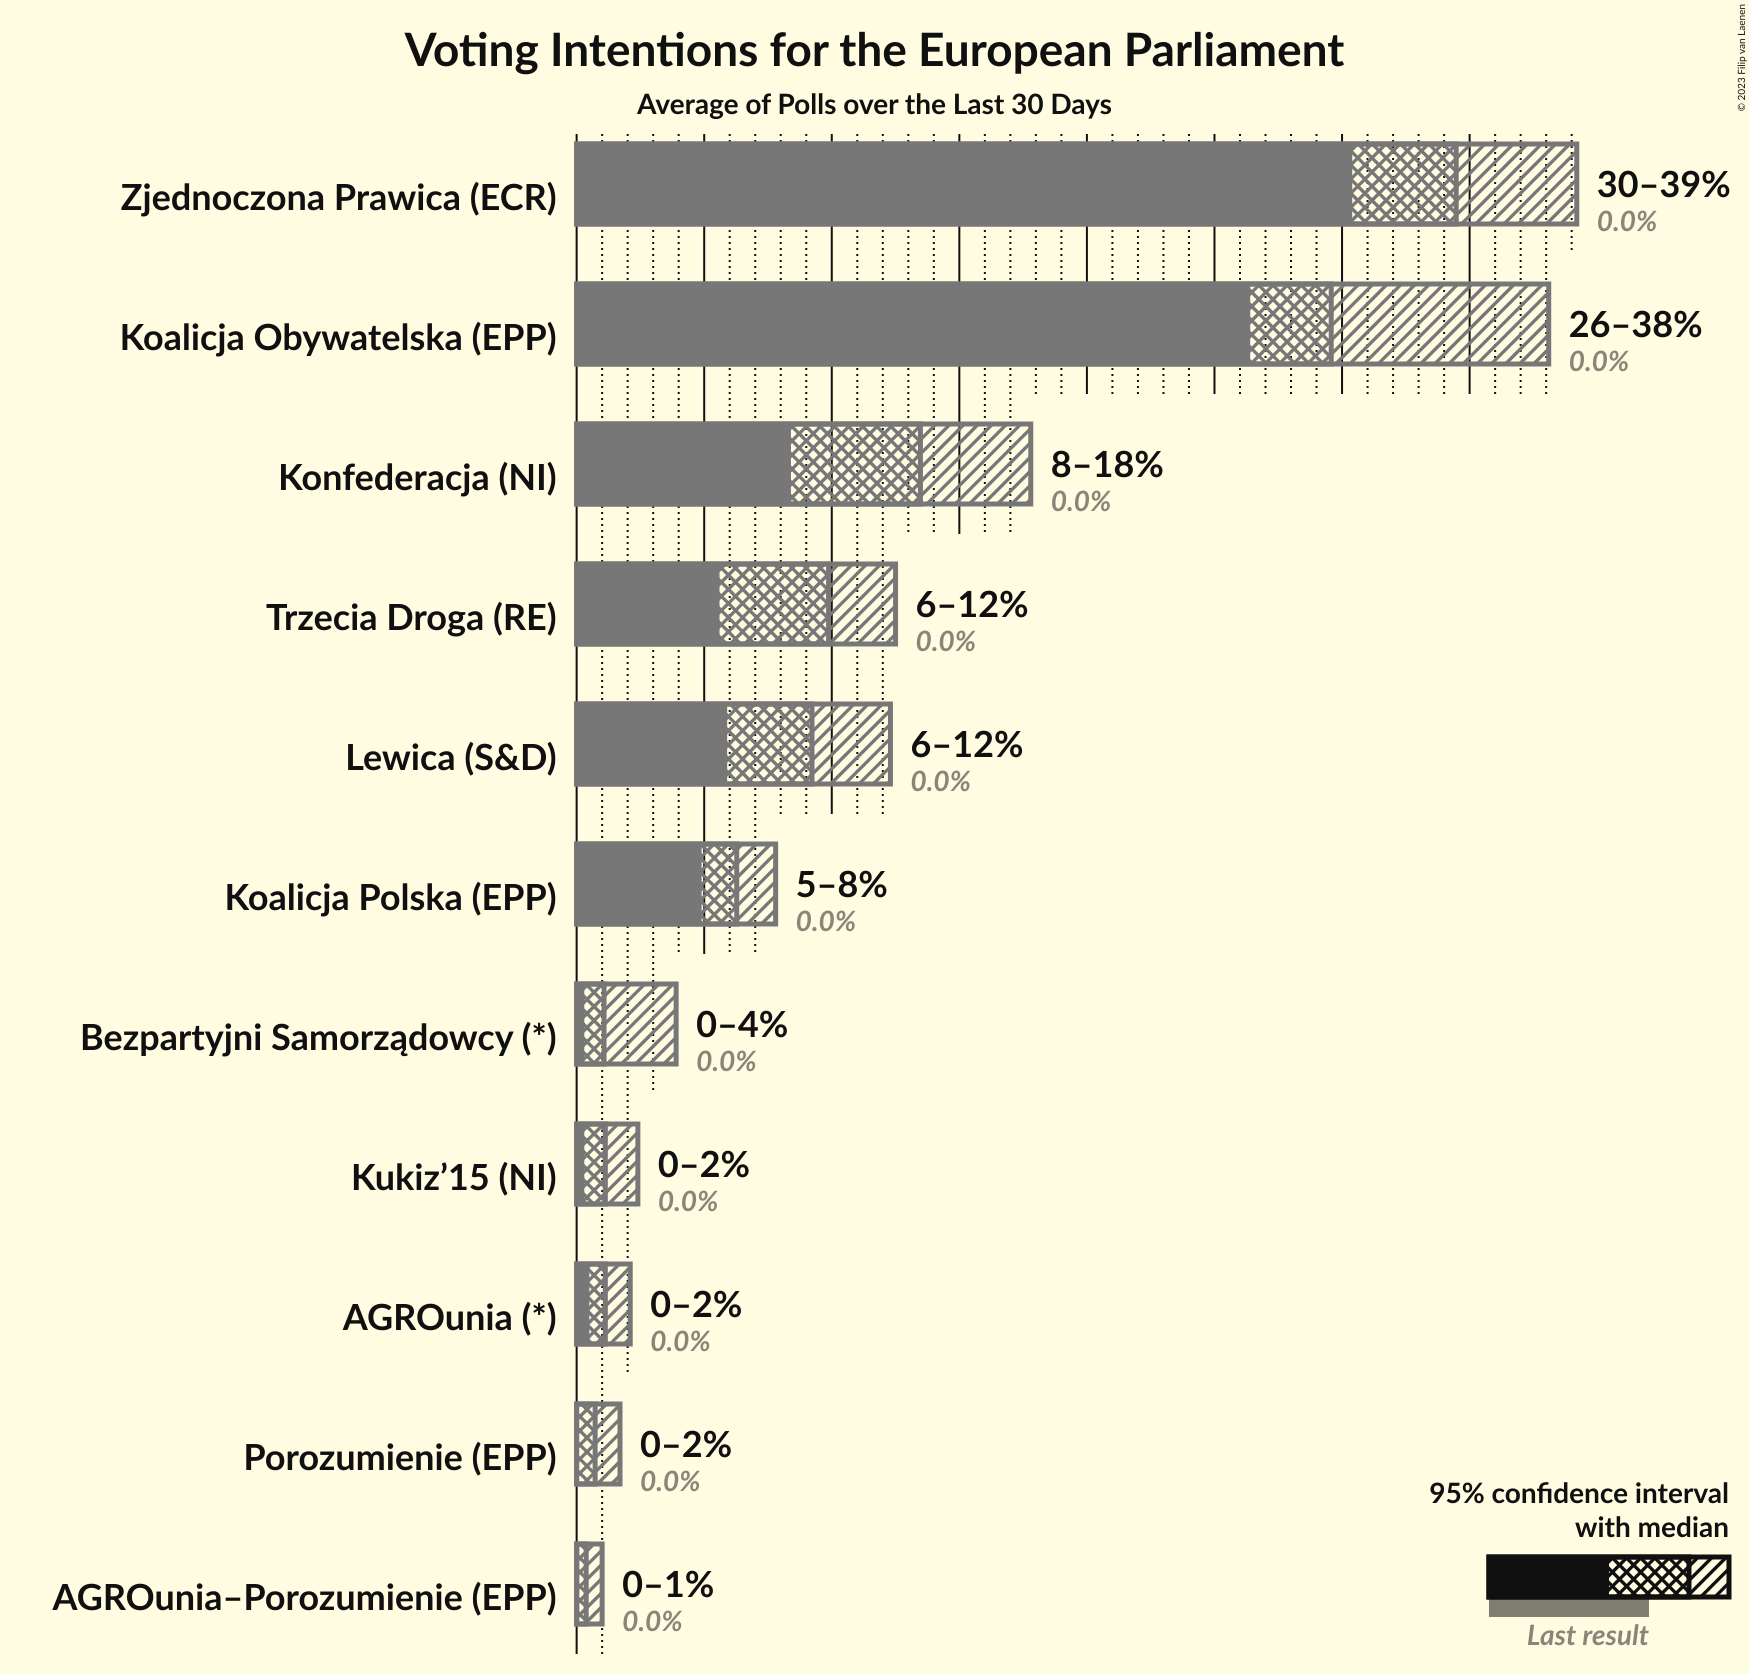 Voting Intentions for the European Parliament
Average of Polls over the Last 30 Days
© 2023 Filip van Laenen
Zjednoczona Prawica (ECR)
30–39%
0.0%
Koalicja Obywatelska (EPP)
26–38%
0.0%
Konfederacja (NI)
8–18%
0.0%
Trzecia Droga (RE)
6–12%
0.0%
Lewica (S&D)
6–12%
0.0%
Koalicja Polska (EPP)
5–8%
0.0%
Bezpartyjni Samorządowcy (*)
0–4%
0.0%
Kukiz’15 (NI)
0–2%
0.0%
AGROunia (*)
0–2%
0.0%
Porozumienie (EPP)
0–2%
0.0%
AGROunia–Porozumienie (EPP)
0–1%
0.0%
95% confidence interval
with median
Last result